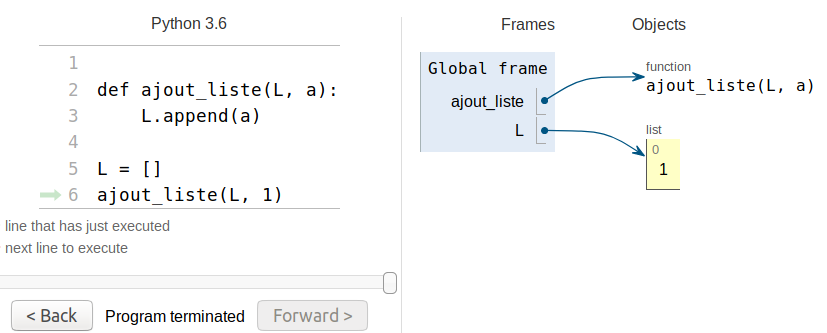 Python 3.6
1
2 def ajout_liste(L, a):
3     L.append(a)
4
5 L = []
6 ajout_liste(L, 1)
line that has just executed
next line to execute
< Back Program terminated Forward >
Frames Objects
Global frame
ajout_liste
L
function
ajout_liste(L, a)
list
0
1